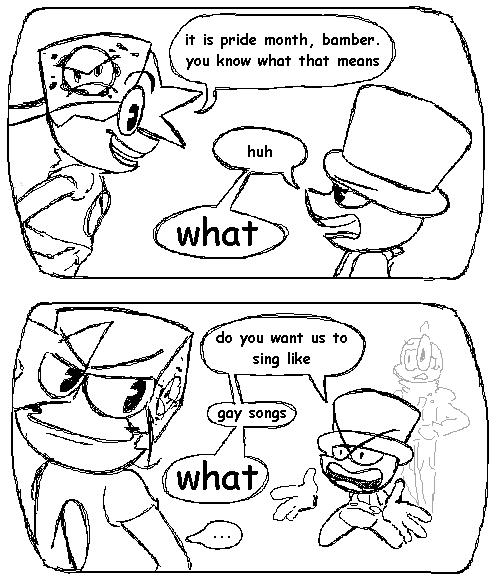 it is pride month, bamber.
you know what that means
huh
what
do you want us to
sing like
gay songs
what
...